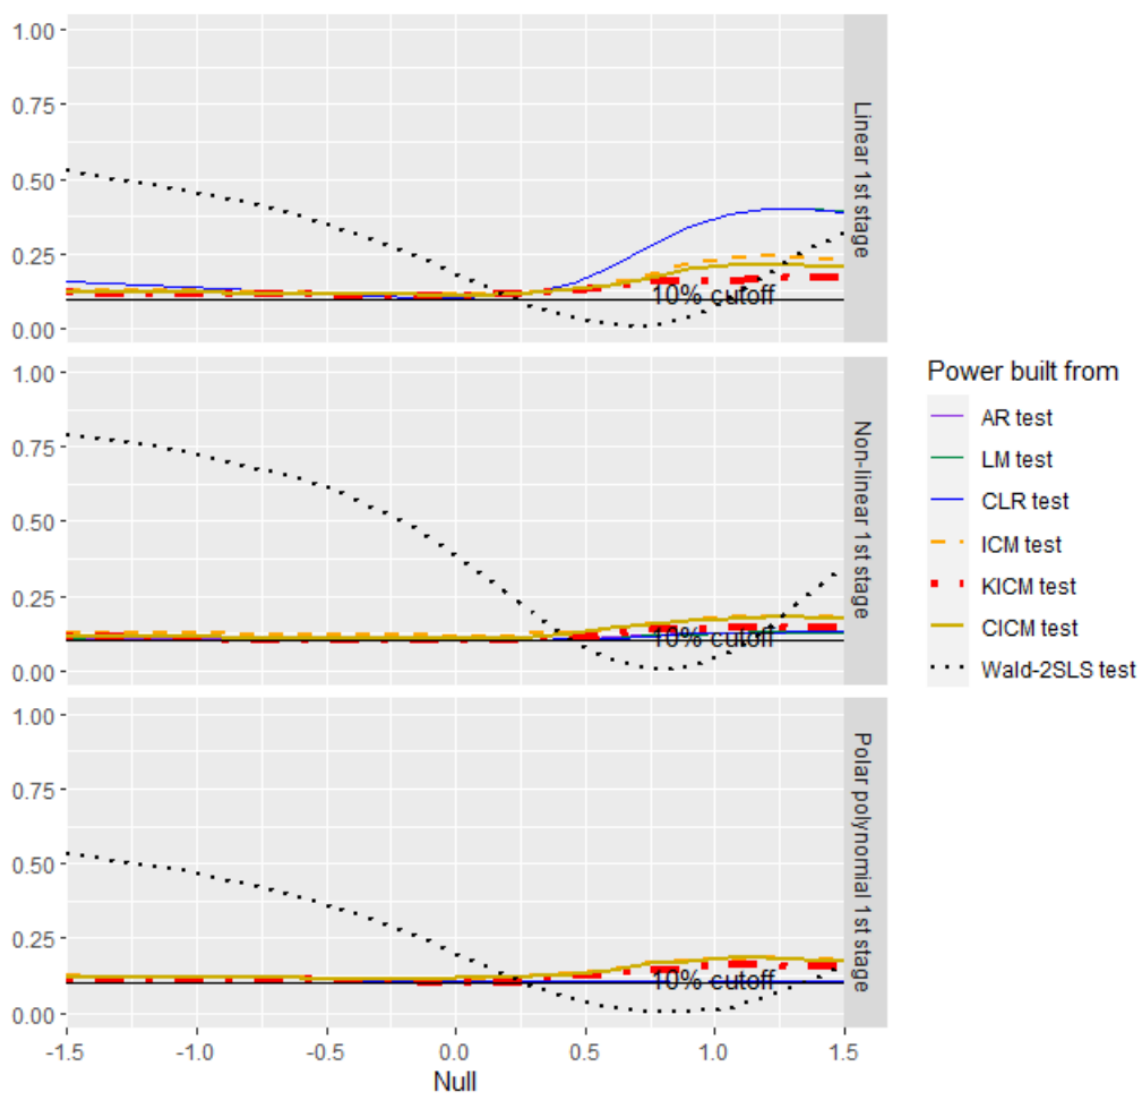 1.00
0.75
0.50
0.25
0.00
10% cutoff
Linear 1st stage
1.00
0.75
0.50
0.25
0.00
10% cutoff
Non-linear 1st stage
1.00
0.75
0.50
0.25
0.00
10% cutoff
Polar polynomial 1st stage
-1.5 -1.0 -0.5 0.0 0.5 1.0 1.5
Null
Power built from
AR test
LM test
CLR test
ICM test
KICM test
CICM test
Wald-2SLS test